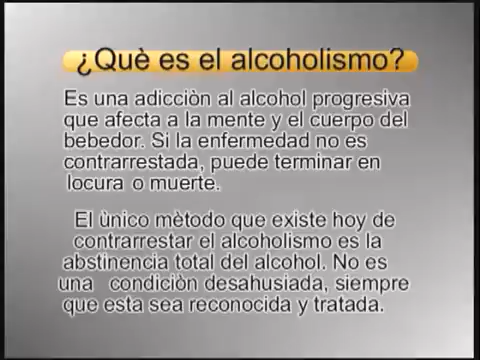 ¿Què es el alcoholismo?
Es una adicciòn al alcohol progresiva
que afecta a la mente y el cuerpo del
bebedor. Si la enfermedad no es
contrarrestada, puede terminar en
locura o muerte.
El ùnico mètodo que existe hoy de
contrarrestar el alcoholismo es la
abstinencia total del alcohol. No es
una condiciòn desahusiada, siempre
que esta sea reconocida y tratada.